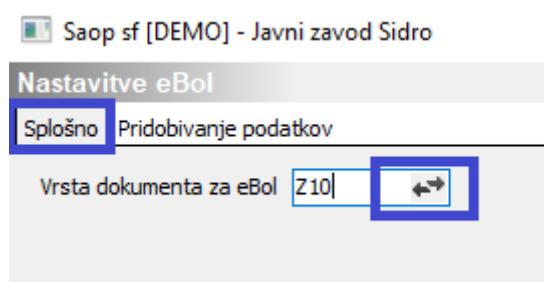 Saop sf [DEMO] - Javni zavod Sidro
Nastavitve eBol
Splošno Pridobivanje podatkov
Vrsta dokumenta za eBol Z10